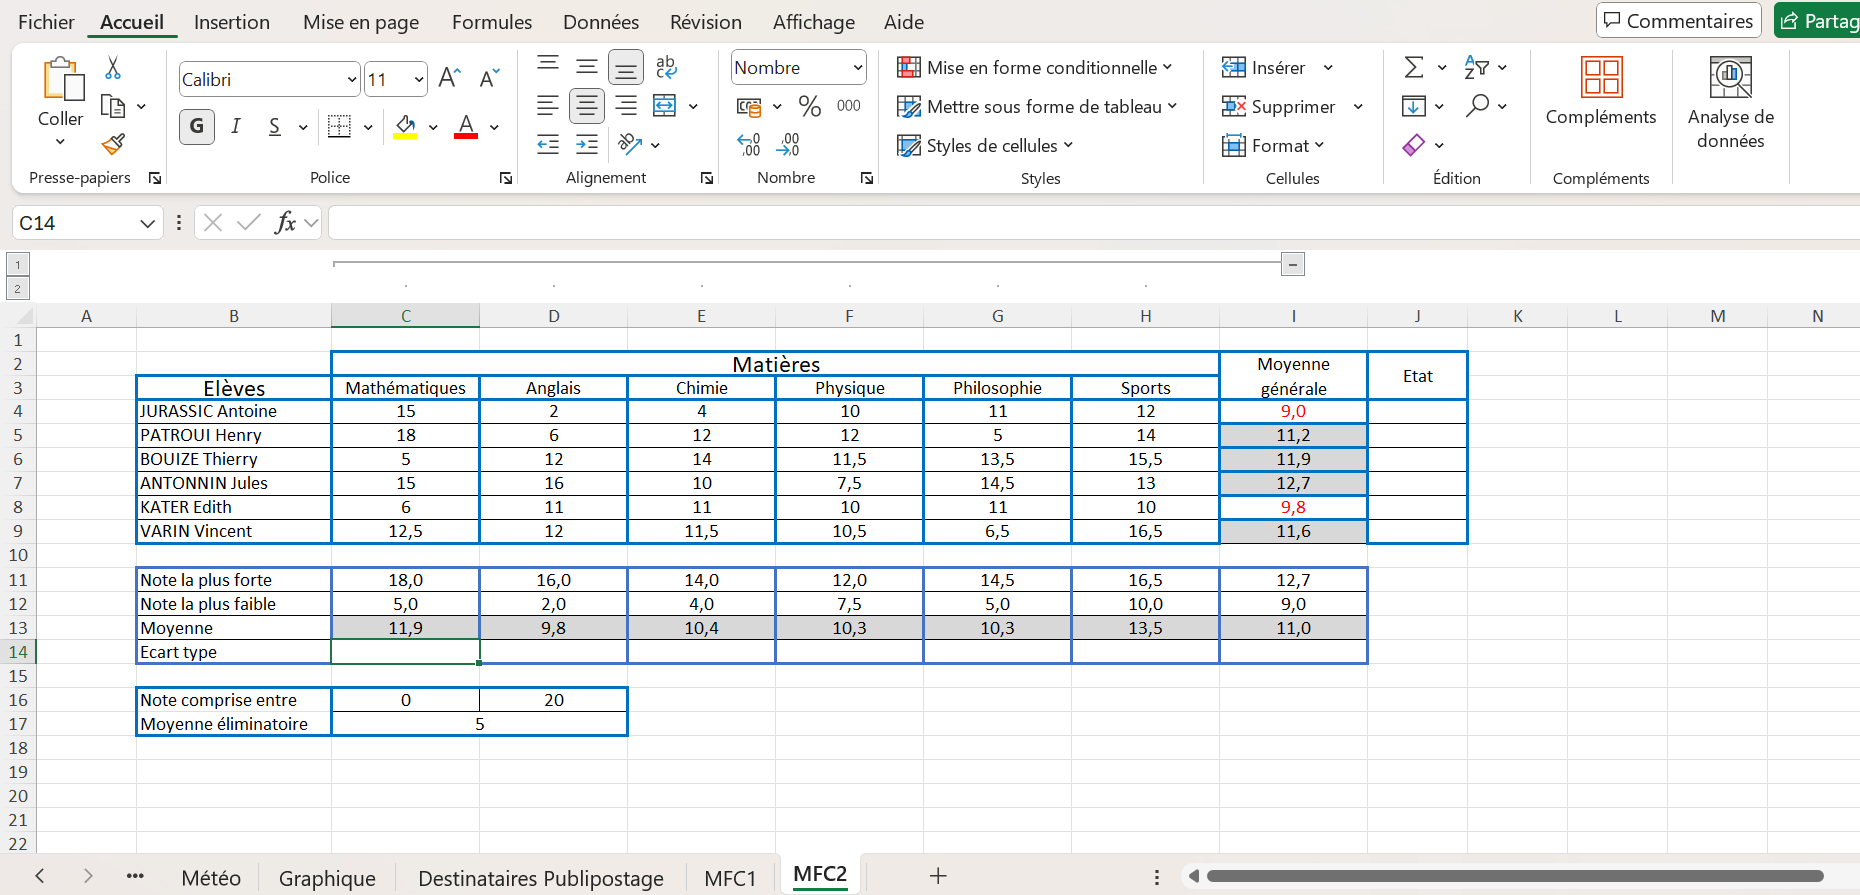 Fichier Accueil Insertion Mise en page Formules Données Révision Affichage Aide Commentaires Partag
Coller
Presse-papiers
Calibri 11
G I S A
Police
ab
Alignement
Nombre
% 000
Nombre
Mise en forme conditionnelle
Mettre sous forme de tableau
Styles de cellules
Styles
Insérer
Supprimer
Format
Cellules
Édition
Compléments
Compléments
Analyse de
données
C14 fx
1
2
A B C D E F G H I J K L M N
1
2 Matières Moyenne générale Etat
3 Elèves Mathématiques Anglais Chimie Physique Philosophie Sports
4 JURASSIC Antoine 15 2 4 10 11 12 9,0
5 PATROUI Henry 18 6 12 12 5 14 11,2
6 BOUIZE Thierry 5 12 14 11,5 13,5 15,5 11,9
7 ANTONNIN Jules 15 16 10 7,5 14,5 13 12,7
8 KATER Edith 6 11 11 10 11 10 9,8
9 VARIN Vincent 12,5 12 11,5 10,5 6,5 16,5 11,6
10
11 Note la plus forte 18,0 16,0 14,0 12,0 14,5 16,5 12,7
12 Note la plus faible 5,0 2,0 4,0 7,5 5,0 10,0 9,0
13 Moyenne 11,9 9,8 10,4 10,3 10,3 13,5 11,0
14 Ecart type
15
16 Note comprise entre 0 20
17 Moyenne éliminatoire 5
18
19
20
21
22
Météo Graphique Destinataires Publipostage MFC1 MFC2